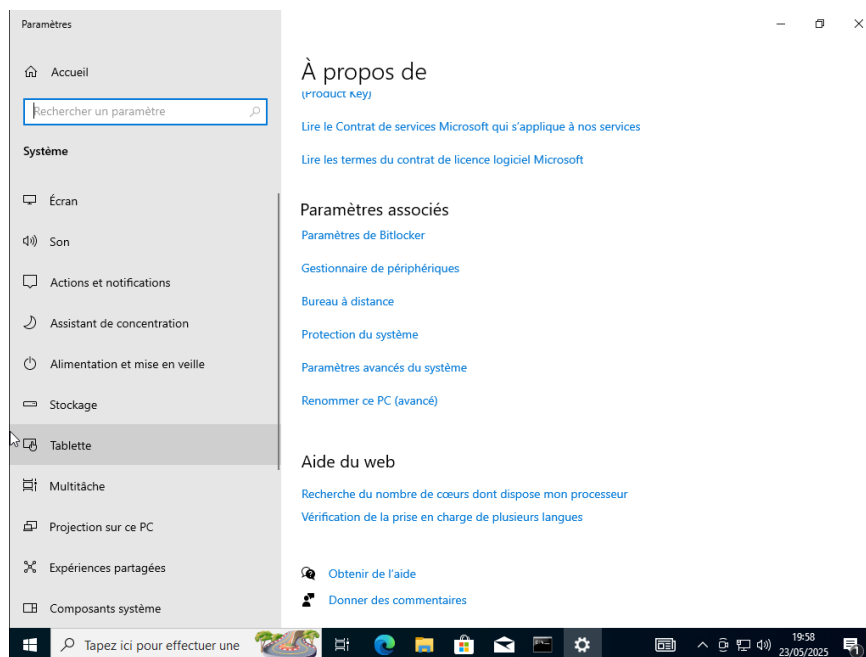 Paramètres
Accueil
Rechercher un paramètre
Système
Écran
Son
Actions et notifications
Assistant de concentration
Alimentation et mise en veille
Stockage
Tablette
Multitâche
Projection sur ce PC
Expériences partagées
Composants système
À propos de
(Product Key)
Lire le Contrat de services Microsoft qui s'applique à nos services
Lire les termes du contrat de licence logiciel Microsoft
Paramètres associés
Paramètres de Bitlocker
Gestionnaire de périphériques
Bureau à distance
Protection du système
Paramètres avancés du système
Renommer ce PC (avancé)
Aide du web
Recherche du nombre de cœurs dont dispose mon processeur
Vérification de la prise en charge de plusieurs langues
Obtenir de l'aide
Donner des commentaires
Tapez ici pour effectuer une
19:58
23/05/2025
1